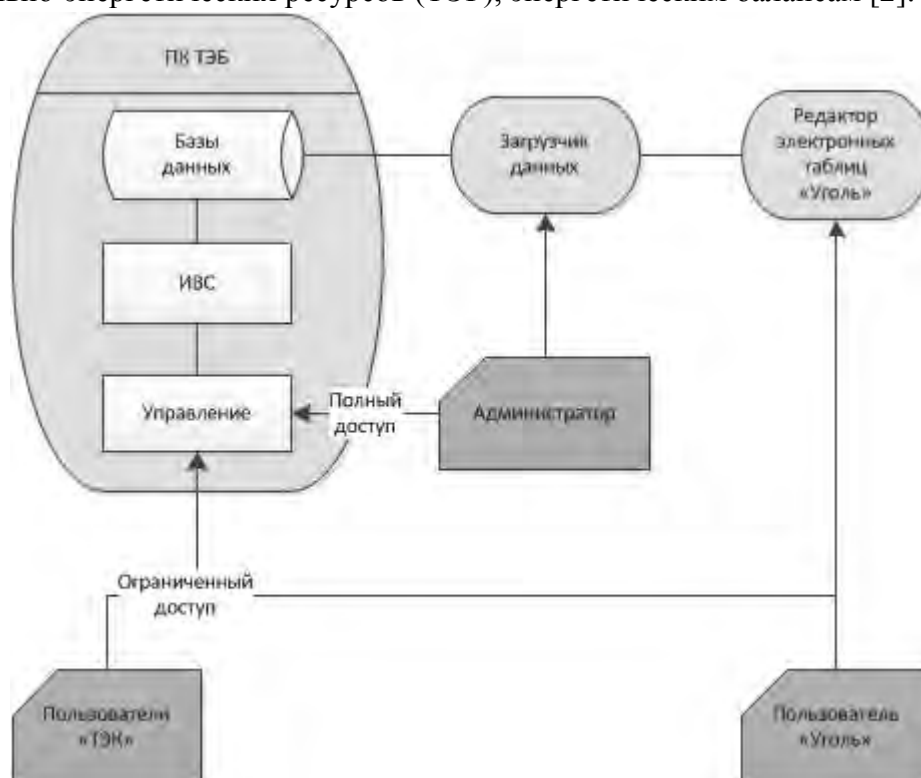 энергетических ресурсов (ТЭР), энергетическим балансам [2].
ПК ТЭБ
Базы
данных
Загрузчик
данных
Редактор
электронных
таблиц
«Уголь»
ИВС
Управление
Полный
доступ
Администратор
Ограниченный
доступ
Пользователи
«ТЭК»
Пользователь
«Уголь»